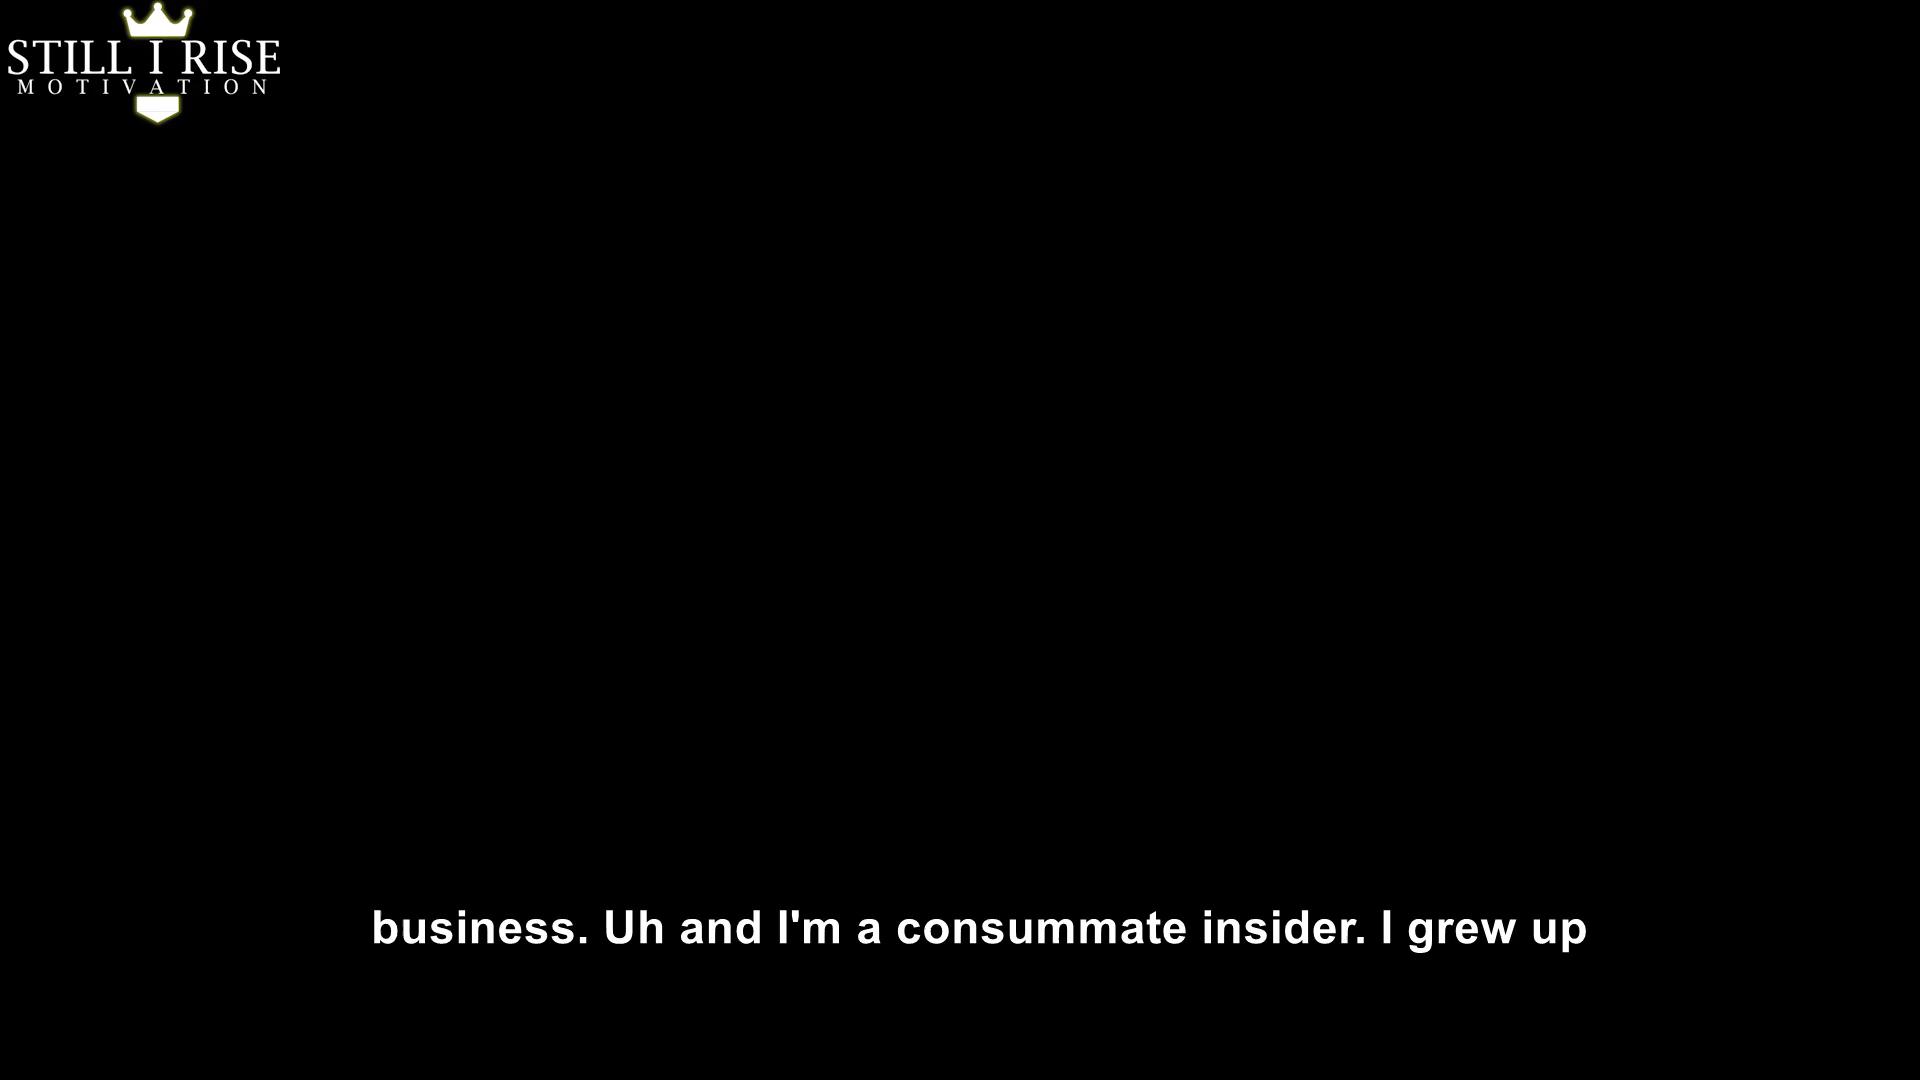 STILL I RISE
MOTIVATION
business. Uh and I'm a consummate insider. I grew up